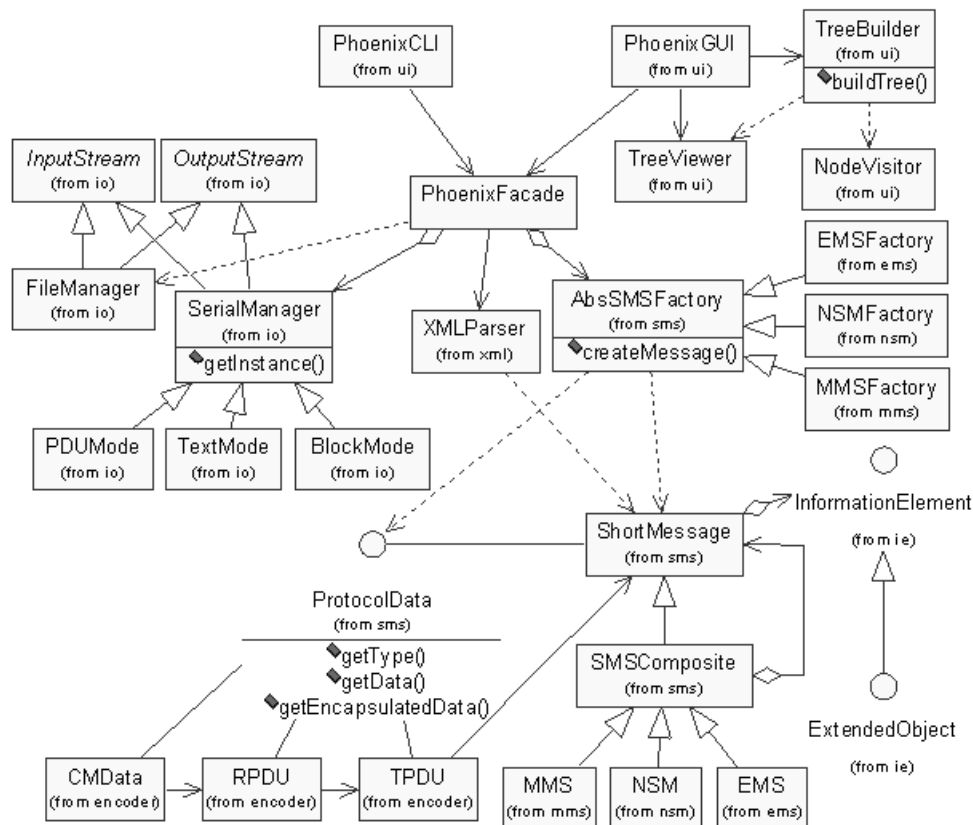 PhoenixCLI
(from ui)
PhoenixGUI
(from ui)
TreeBuilder
(from ui)
buildTree()
InputStream
(from io)
OutputStream
(from io)
TreeViewer
(from ui)
NodeVisitor
(from ui)
PhoenixFacade
EMSFactory
(from ems)
FileManager
(from io)
SerialManager
(from io)
getInstance()
XMLParser
(from xml)
AbsSMSFactory
(from sms)
createMessage()
NSMFactory
(from nsm)
MMSFactory
(from mms)
PDUMode
(from io)
TextMode
(from io)
BlockMode
(from io)
InformationElement
(from ie)
ShortMessage
(from sms)
ProtocolData
(from sms)
getType()
getData()
getEncapsulatedData()
SMSComposite
(from sms)
ExtendedObject
(from ie)
CMData
(from encoder)
RPDU
(from encoder)
TPDU
(from encoder)
MMS
(from mms)
NSM
(from nsm)
EMS
(from ems)